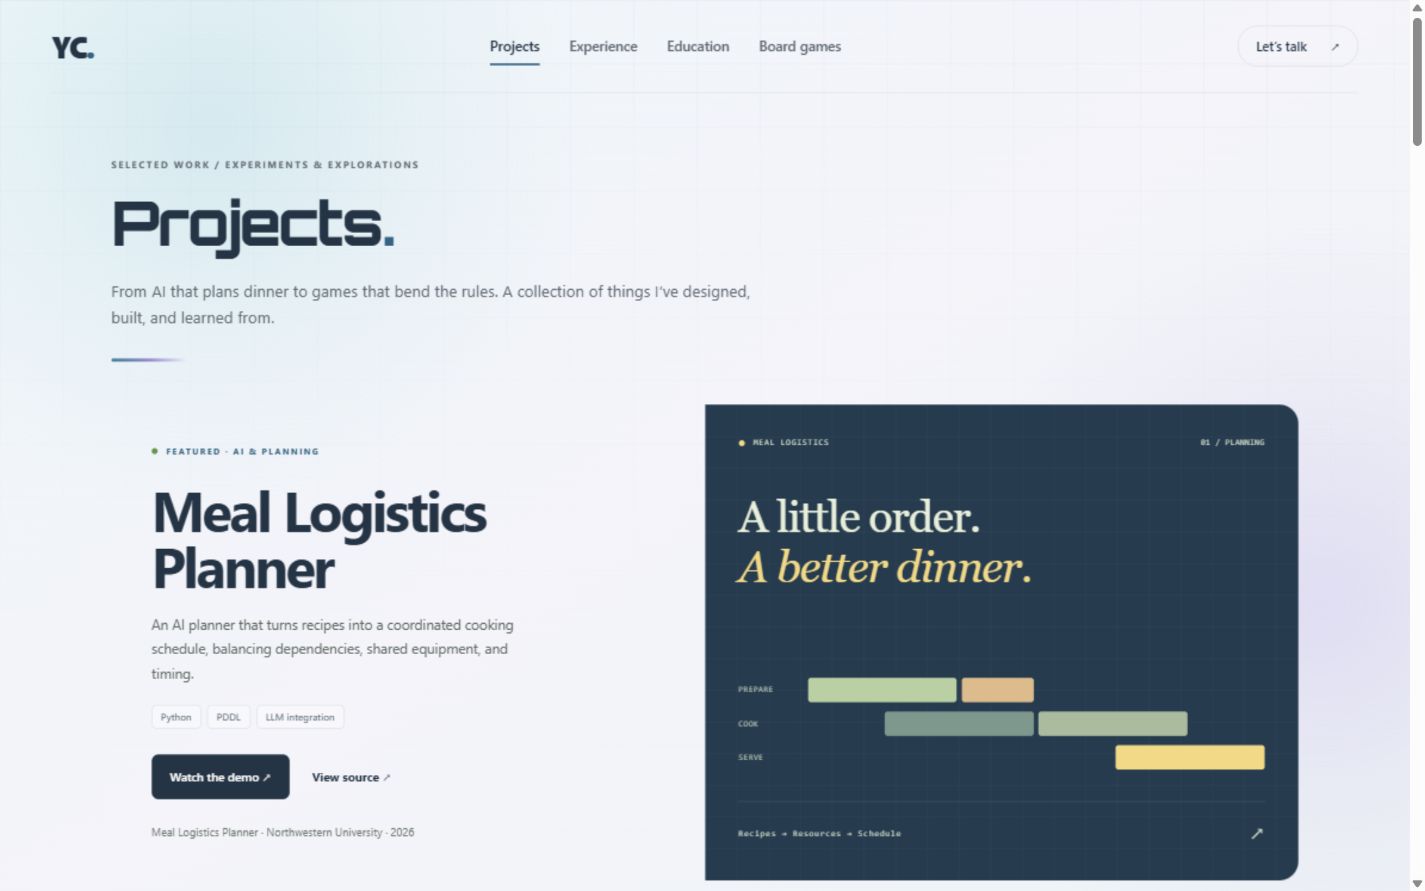 YC.
Projects
Experience
Education
Board games
Let's talk ↗
SELECTED WORK / EXPERIMENTS & EXPLORATIONS
Projects.
From AI that plans dinner to games that bend the rules. A collection of things I've designed,
built, and learned from.
FEATURED · AI & PLANNING
Meal Logistics
Planner
An AI planner that turns recipes into a coordinated cooking
schedule, balancing dependencies, shared equipment, and
timing.
Python
PDDL
LLM integration
Watch the demo ↗
View source ↗
Meal Logistics Planner · Northwestern University · 2026
MEAL LOGISTICS
01 / PLANNING
A little order.
A better dinner.
PREPARE
COOK
SERVE
Recipes → Resources → Schedule
↗